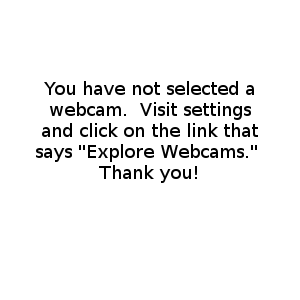 You have not selected a
webcam.  Visit settings
and click on the link that
says "Explore Webcams."
Thank you!